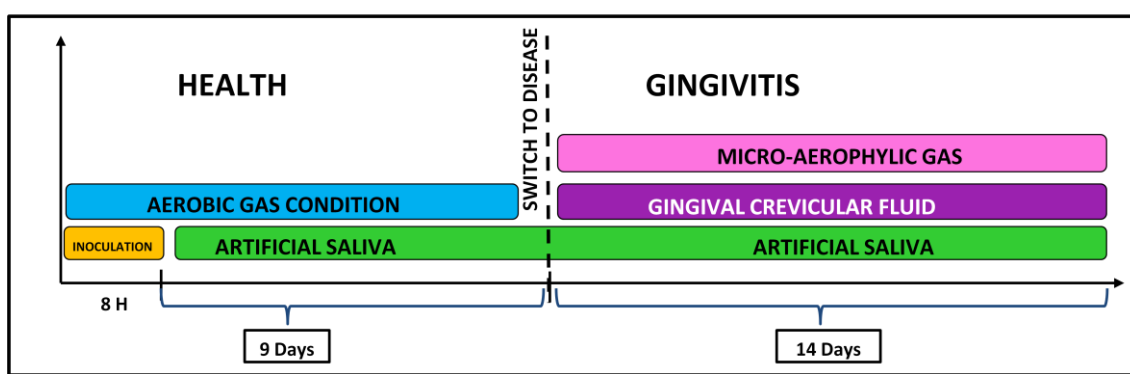 HEALTH
SWITCH TO DISEASE
GINGIVITIS
MICRO-AEROPHYLIC GAS
AEROBIC GAS CONDITION
GINGIVAL CREVICULAR FLUID
INOCULATION
ARTIFICIAL SALIVA
ARTIFICIAL SALIVA
8 H
9 Days
14 Days